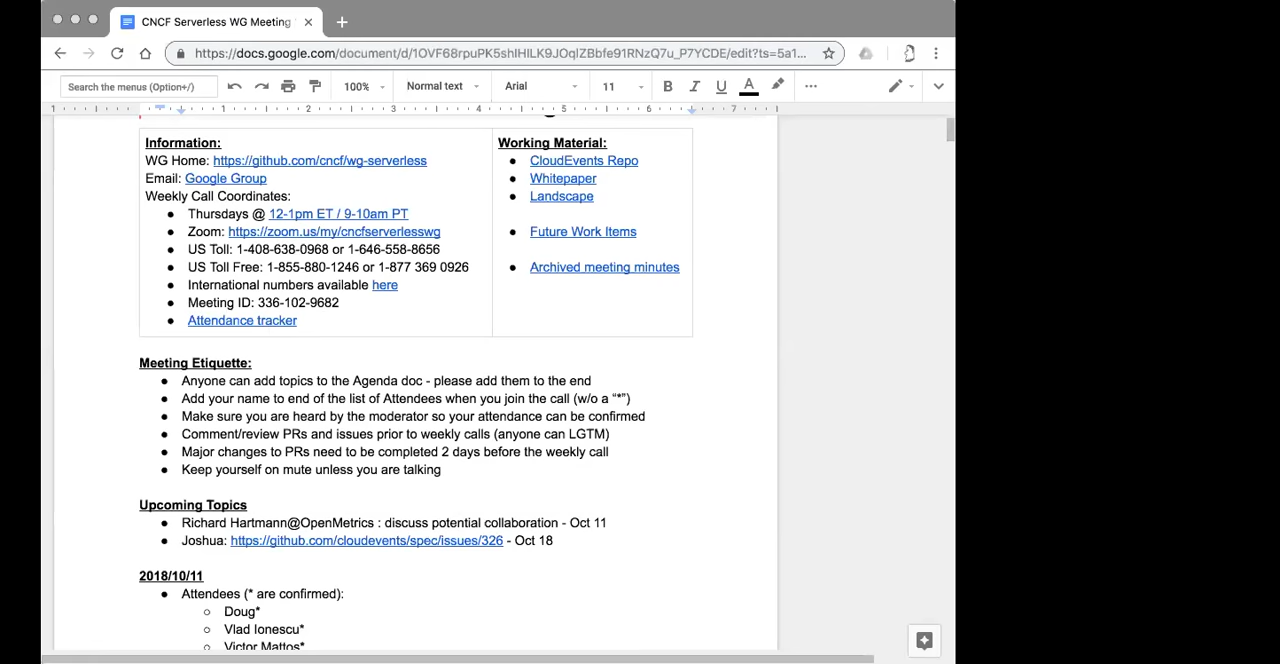 CNCF Serverless WG Meeting
https://docs.google.com/document/d/1OVF68rpuPK5shIHILK9JOqlZBbfe91RNzQ7u_P7YCDE/edit?ts=5a1...
Search the menus (Option+/)
100%
Normal text
Arial
11
B I U A
1 1 2 3 4 5 6 7
Information:
WG Home: https://github.com/cncf/wg-serverless
Email: Google Group
Weekly Call Coordinates:
● Thursdays @ 12-1pm ET / 9-10am PT
● Zoom: https://zoom.us/my/cncfserverlesswg
● US Toll: 1-408-638-0968 or 1-646-558-8656
● US Toll Free: 1-855-880-1246 or 1-877 369 0926
● International numbers available here
● Meeting ID: 336-102-9682
● Attendance tracker
Working Material:
● CloudEvents Repo
● Whitepaper
● Landscape
● Future Work Items
● Archived meeting minutes
Meeting Etiquette:
● Anyone can add topics to the Agenda doc - please add them to the end
● Add your name to end of the list of Attendees when you join the call (w/o a “*”)
● Make sure you are heard by the moderator so your attendance can be confirmed
● Comment/review PRs and issues prior to weekly calls (anyone can LGTM)
● Major changes to PRs need to be completed 2 days before the weekly call
● Keep yourself on mute unless you are talking
Upcoming Topics
● Richard Hartmann@OpenMetrics : discuss potential collaboration - Oct 11
● Joshua: https://github.com/cloudevents/spec/issues/326 - Oct 18
2018/10/11
● Attendees (* are confirmed):
○ Doug*
○ Vlad Ionescu*
○ Victor Mattos*